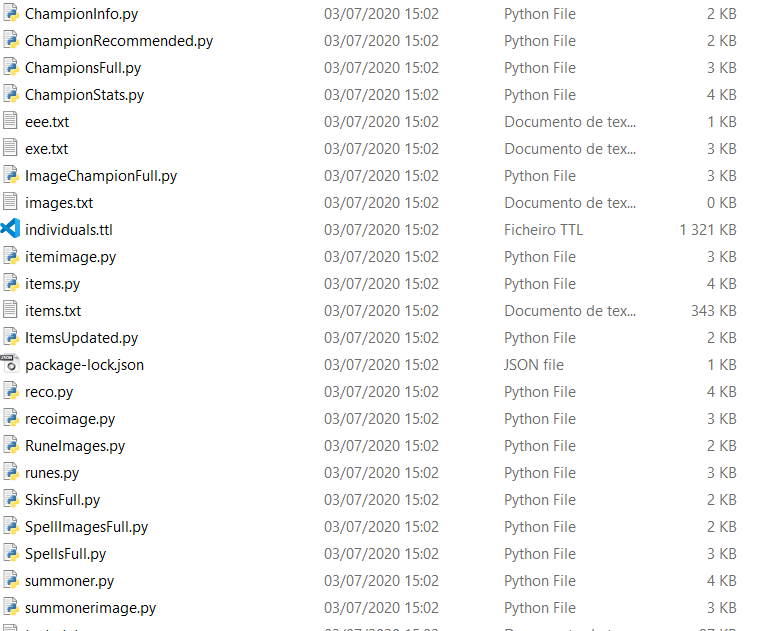 ChampionInfo.py 03/07/2020 15:02 Python File 2 KB
ChampionRecommended.py 03/07/2020 15:02 Python File 2 KB
ChampionsFull.py 03/07/2020 15:02 Python File 3 KB
ChampionStats.py 03/07/2020 15:02 Python File 4 KB
eee.txt 03/07/2020 15:02 Documento de tex... 1 KB
exe.txt 03/07/2020 15:02 Documento de tex... 3 KB
ImageChampionFull.py 03/07/2020 15:02 Python File 3 KB
images.txt 03/07/2020 15:02 Documento de tex... 0 KB
individuals.ttl 03/07/2020 15:02 Ficheiro TTL 1 321 KB
itemimage.py 03/07/2020 15:02 Python File 3 KB
items.py 03/07/2020 15:02 Python File 4 KB
items.txt 03/07/2020 15:02 Documento de tex... 343 KB
ItemsUpdated.py 03/07/2020 15:02 Python File 2 KB
package-lock.json 03/07/2020 15:02 JSON file 1 KB
reco.py 03/07/2020 15:02 Python File 4 KB
recoimage.py 03/07/2020 15:02 Python File 3 KB
RuneImages.py 03/07/2020 15:02 Python File 2 KB
runes.py 03/07/2020 15:02 Python File 3 KB
SkinsFull.py 03/07/2020 15:02 Python File 2 KB
SpellImagesFull.py 03/07/2020 15:02 Python File 2 KB
SpellsFull.py 03/07/2020 15:02 Python File 3 KB
summoner.py 03/07/2020 15:02 Python File 4 KB
summonerimage.py 03/07/2020 15:02 Python File 3 KB